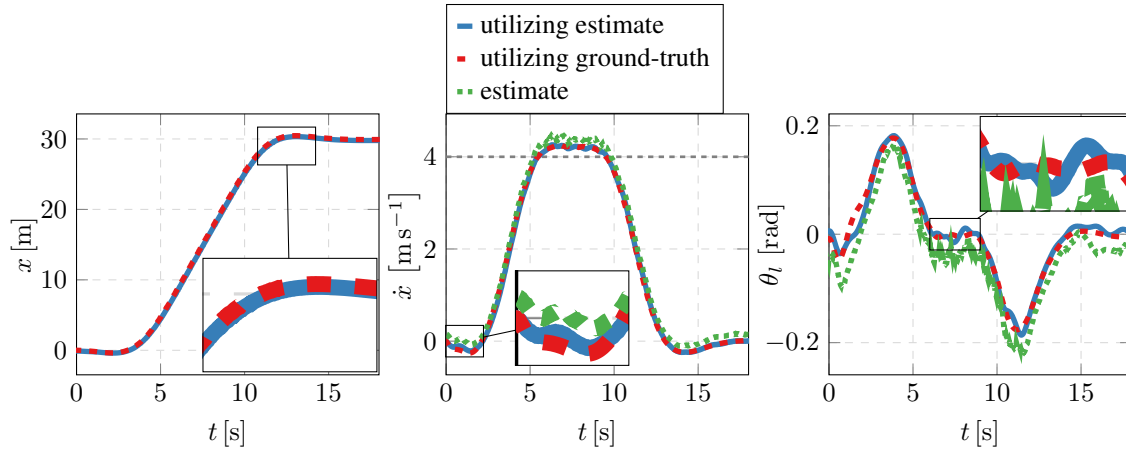 utilizing estimate
utilizing ground-truth
estimate
x [m]
30
20
10
0
0
5
10
15
t [s]
ẋ [m s⁻¹]
4
2
0
0
5
10
15
t [s]
θₗ [rad]
0.2
0
−0.2
0
5
10
15
t [s]